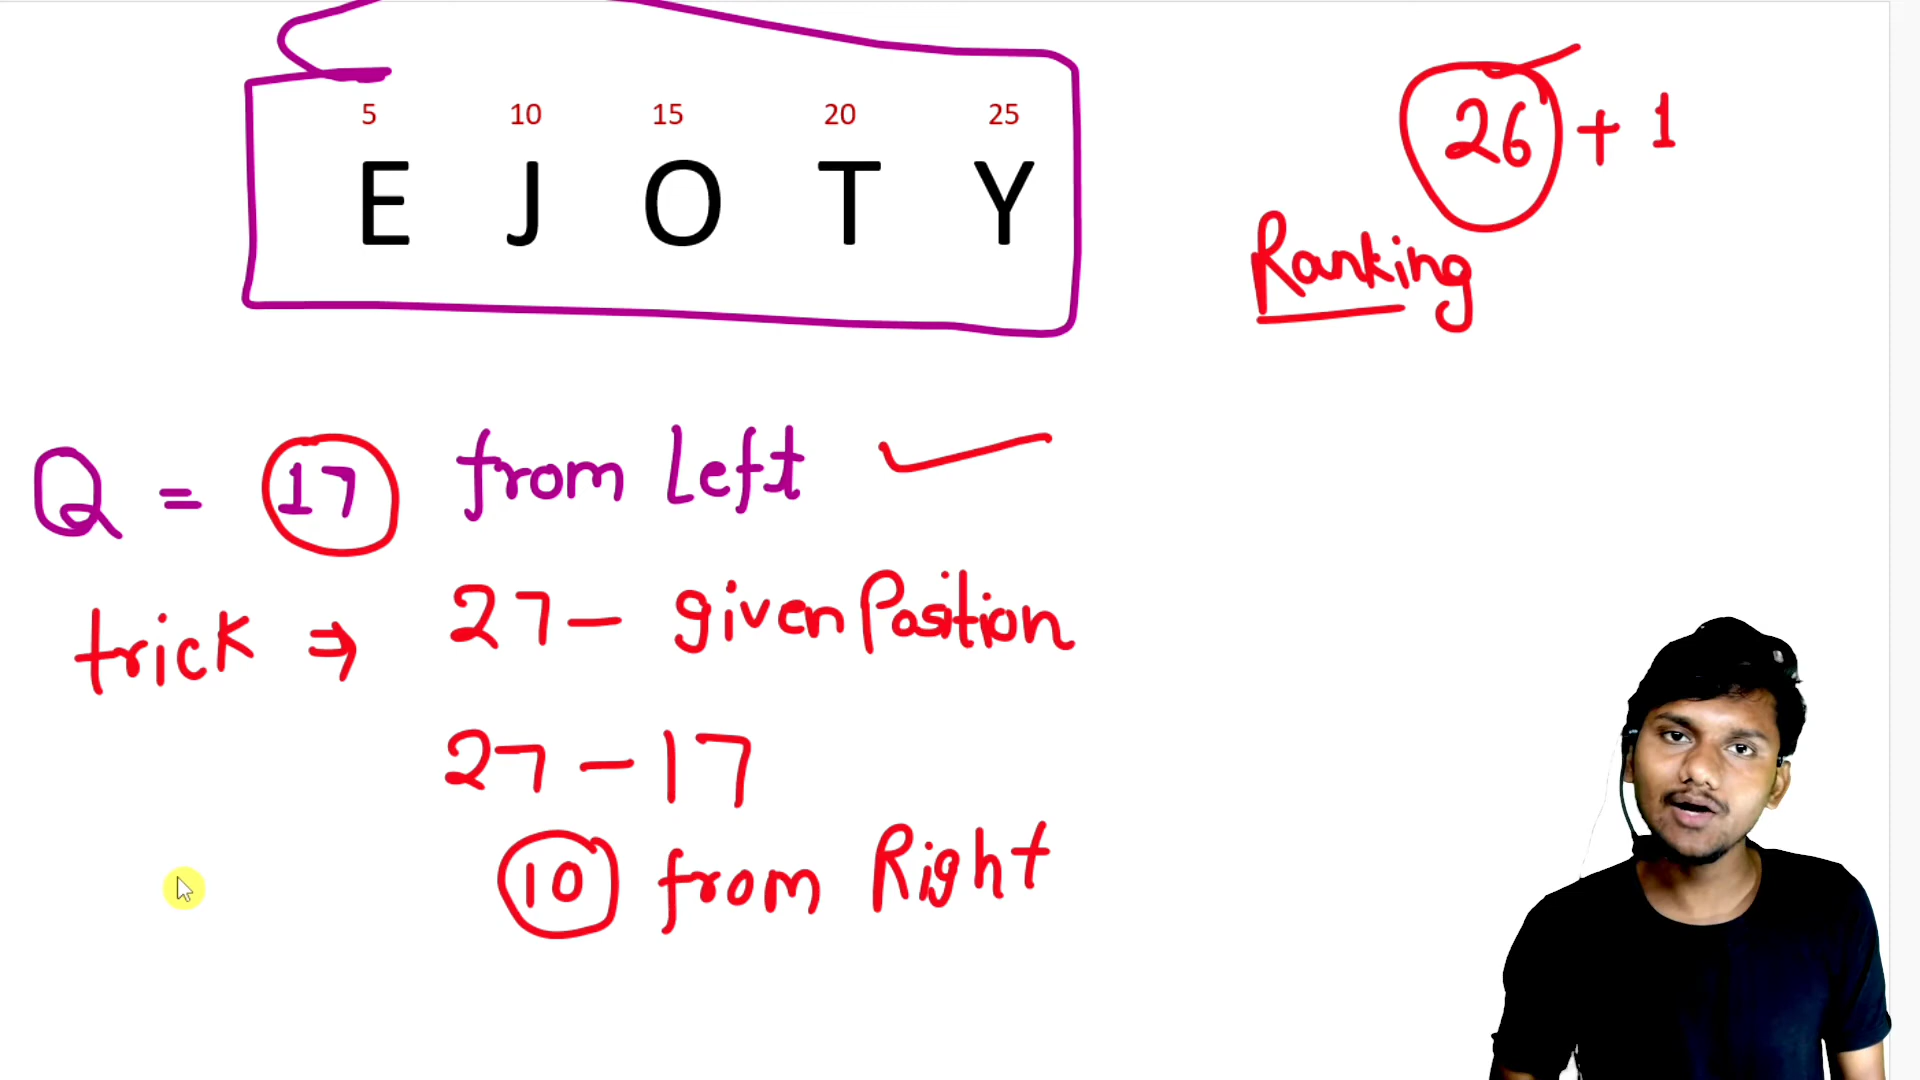 5 10 15 20 25
E J O T Y
26 + 1
Ranking
Q = 17 from Left
trick ⇒ 27 - given Position
27 - 17
10 from Right